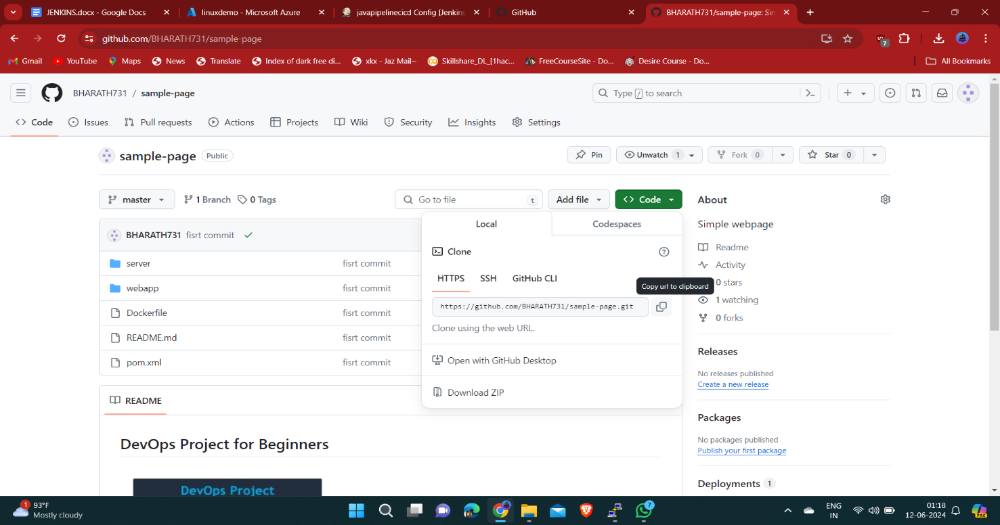 JENKINS.docx - Google Docs
linuxdemo - Microsoft Azure
javapipelinecicd Config [Jenkins
GitHub
BHARATH731/sample-page: Sin
github.com/BHARATH731/sample-page
7
Gmail
YouTube
Maps
News
Translate
Index of dark free di...
xkx - Jaz Mail~
Skillshare_DL_[1hac...
FreeCourseSite - Do...
Desire Course - Do...
All Bookmarks
BHARATH731 / sample-page
Type / to search
Code
Issues
Pull requests
Actions
Projects
Wiki
Security
Insights
Settings
sample-page Public
Pin
Unwatch 1
Fork 0
Star 0
master
1 Branch
0 Tags
Go to file t
Add file
<> Code
About
Simple webpage
Readme
Activity
0 stars
1 watching
0 forks
BHARATH731 fisrt commit
server fisrt commit
webapp fisrt commit
Dockerfile fisrt commit
README.md fisrt commit
pom.xml fisrt commit
Local
Codespaces
Clone
HTTPS
SSH
GitHub CLI
Copy url to clipboard
https://github.com/BHARATH731/sample-page.git
Clone using the web URL.
Open with GitHub Desktop
Download ZIP
Releases
No releases published
Create a new release
Packages
No packages published
Publish your first package
Deployments 1
README
DevOps Project for Beginners
DevOps Project
1
93°F
Mostly cloudy
7
ENG
IN
01:18
12-06-2024
PRE